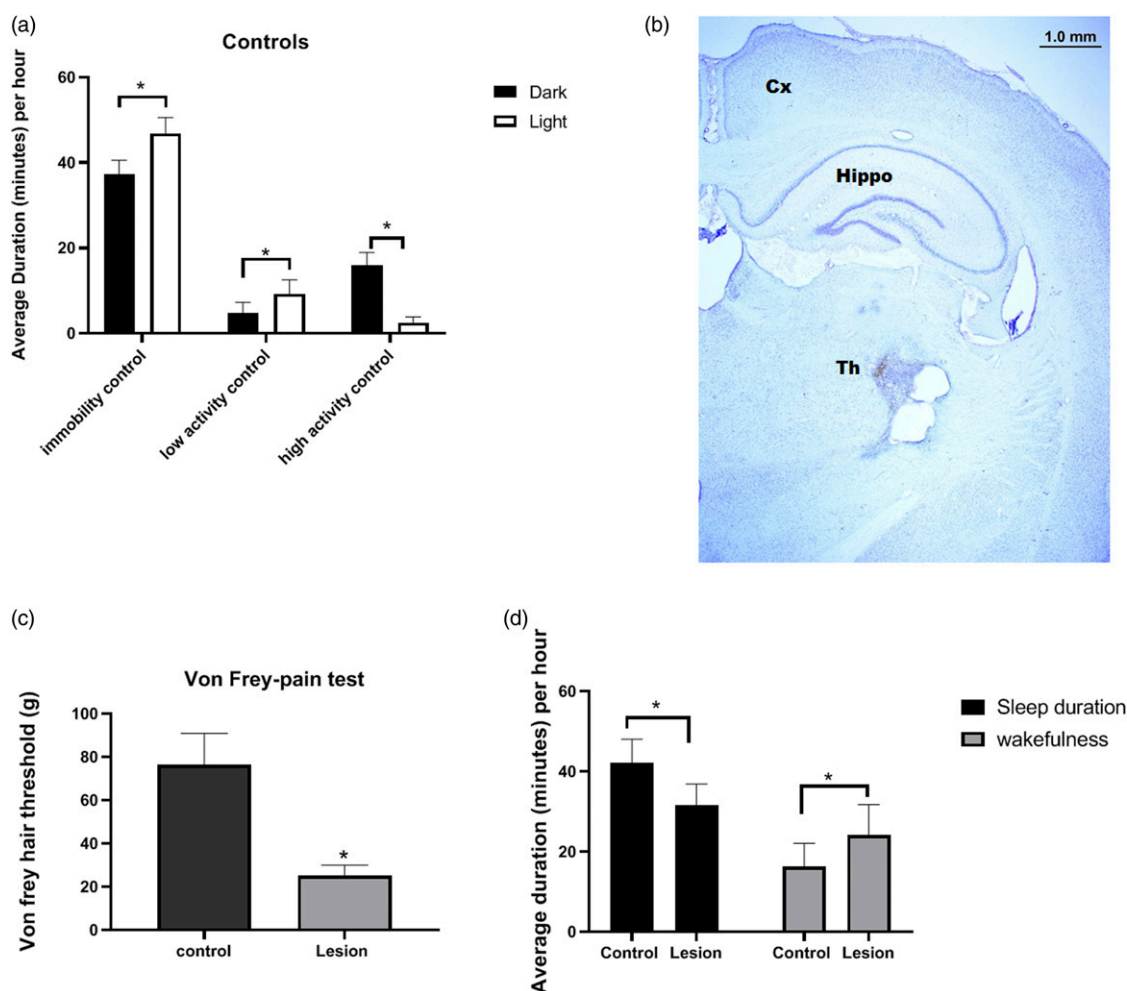 (a)
Controls
Average Duration (minutes) per hour
60
40
20
0
*
*
*
immobility control
low activity control
high activity control
Dark
Light
(b)
1.0 mm
Cx
Hippo
Th
(c)
Von Frey-pain test
Von frey hair threshold (g)
100
80
60
40
20
0
*
control
Lesion
(d)
Average duration (minutes) per hour
60
40
20
0
*
*
Control
Lesion
Control
Lesion
Sleep duration
wakefulness